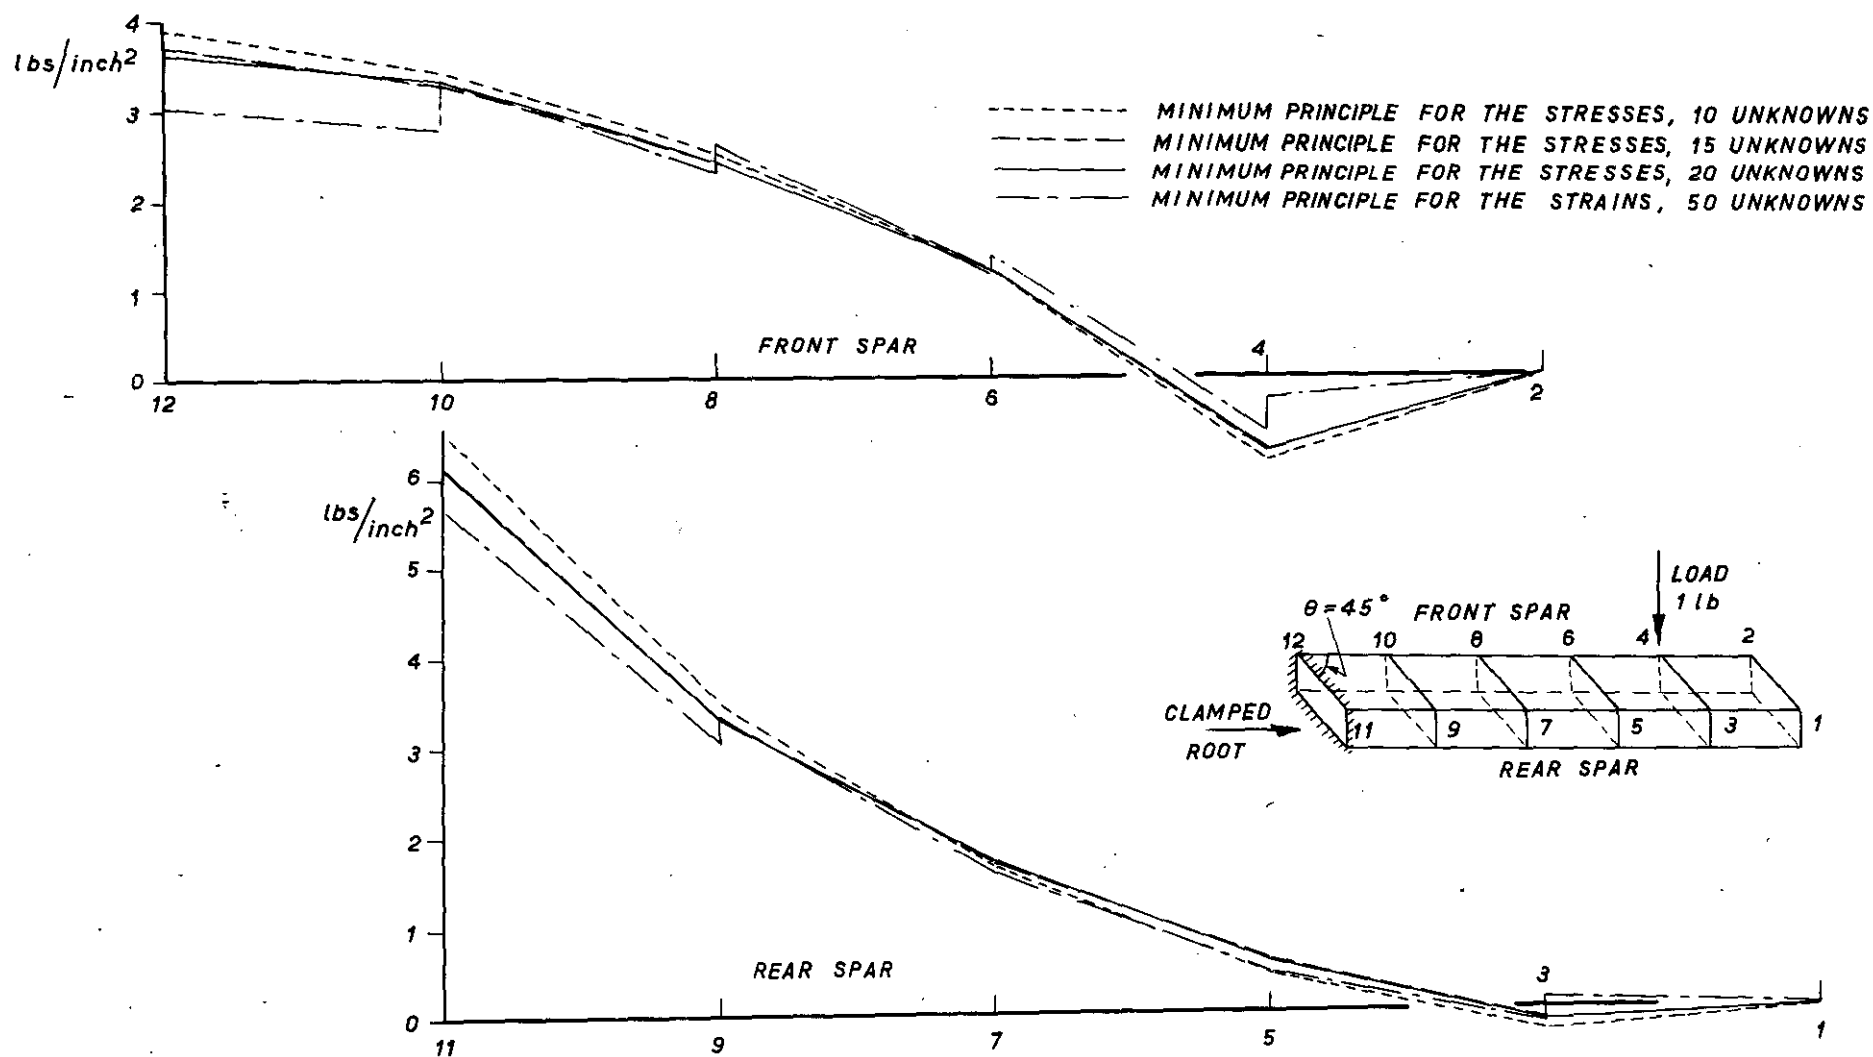 4
lbs/inch2
3
2
1
0
12
10
8
6
4
2
FRONT SPAR
MINIMUM PRINCIPLE FOR THE STRESSES, 10 UNKNOWNS
MINIMUM PRINCIPLE FOR THE STRESSES, 15 UNKNOWNS
MINIMUM PRINCIPLE FOR THE STRESSES, 20 UNKNOWNS
MINIMUM PRINCIPLE FOR THE STRAINS, 50 UNKNOWNS
6
lbs/inch2
5
4
3
2
1
0
REAR SPAR
11
9
7
5
3
1
LOAD
1 lb
θ=45° FRONT SPAR
12 10 8 6 4 2
CLAMPED
ROOT
11 9 7 5 3 1
REAR SPAR